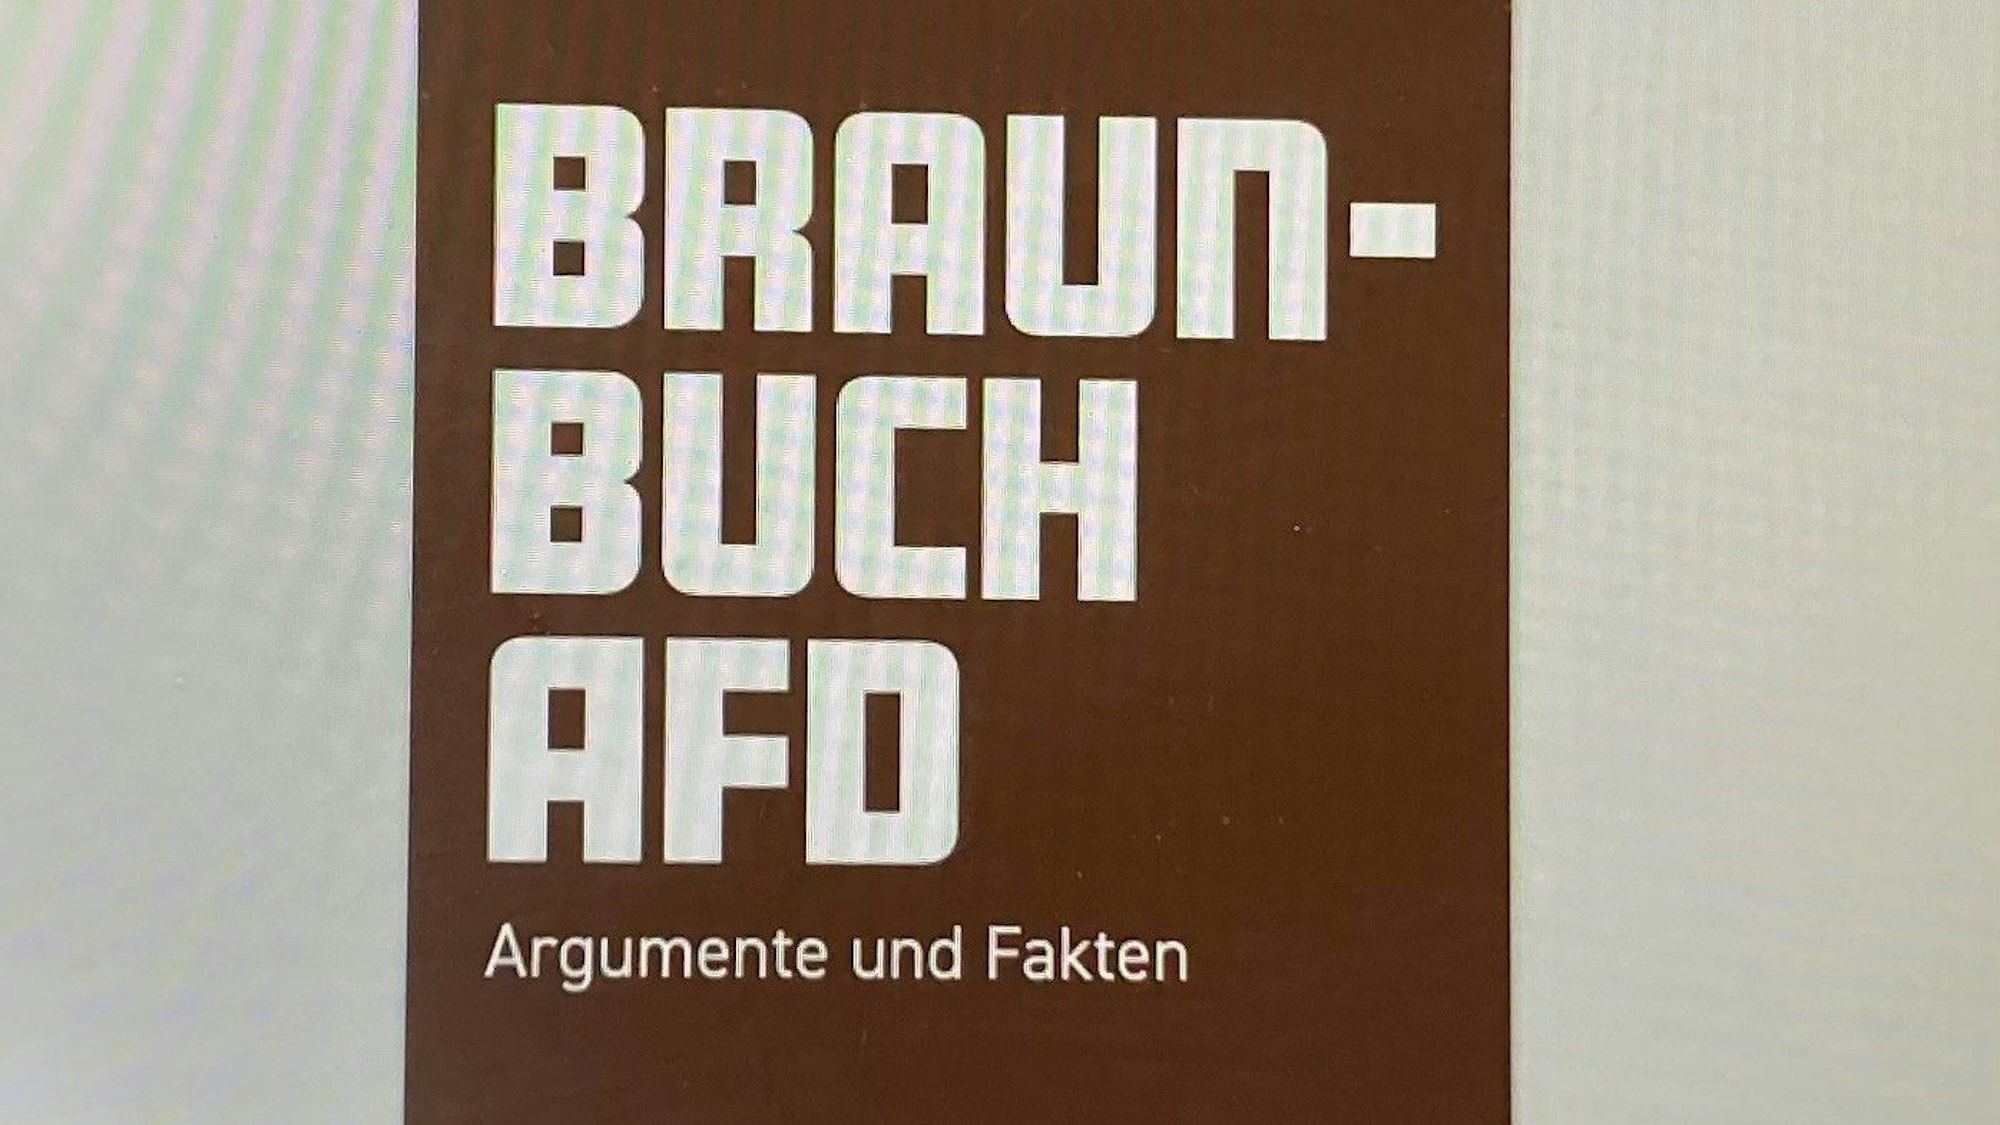 BRAUN-
BUCH
AFD
Argumente und Fakten